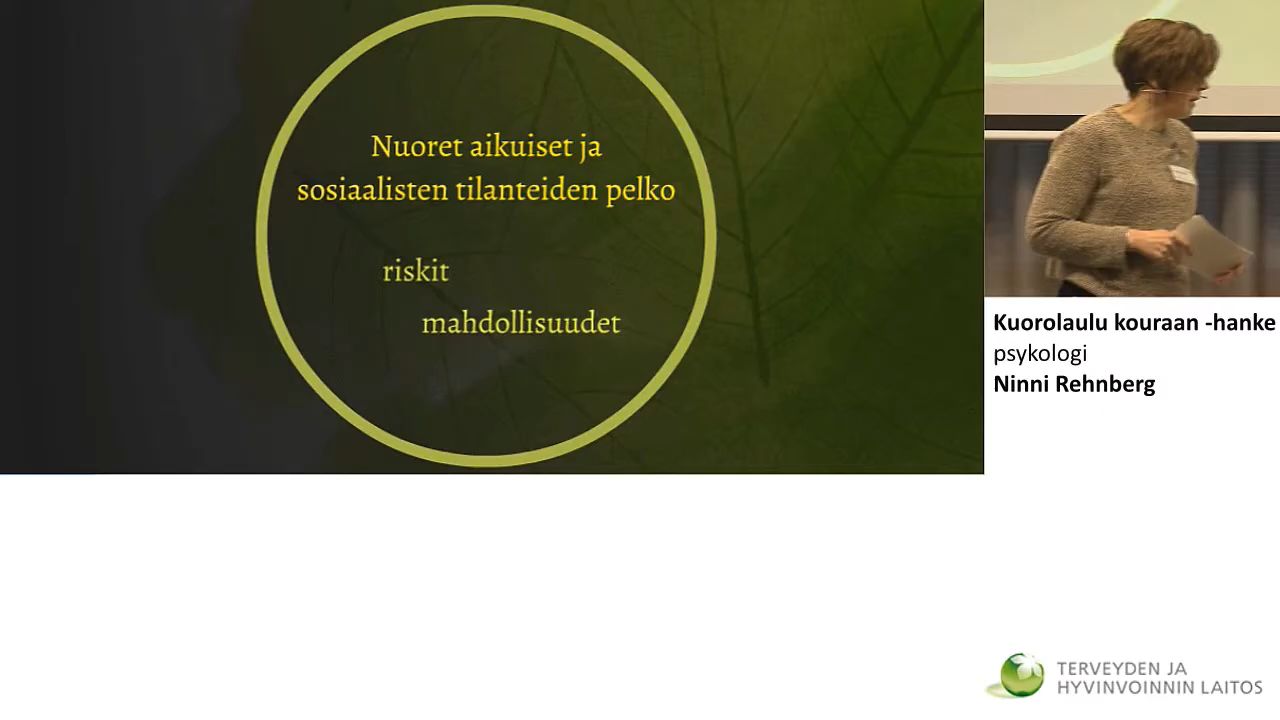 Nuoret aikuiset ja
sosiaalisten tilanteiden pelko
riskit
mahdollisuudet
Kuorolaulu kouraan -hanke
psykologi
Ninni Rehnberg
TERVEYDEN JA
HYVINVOINNIN LAITOS